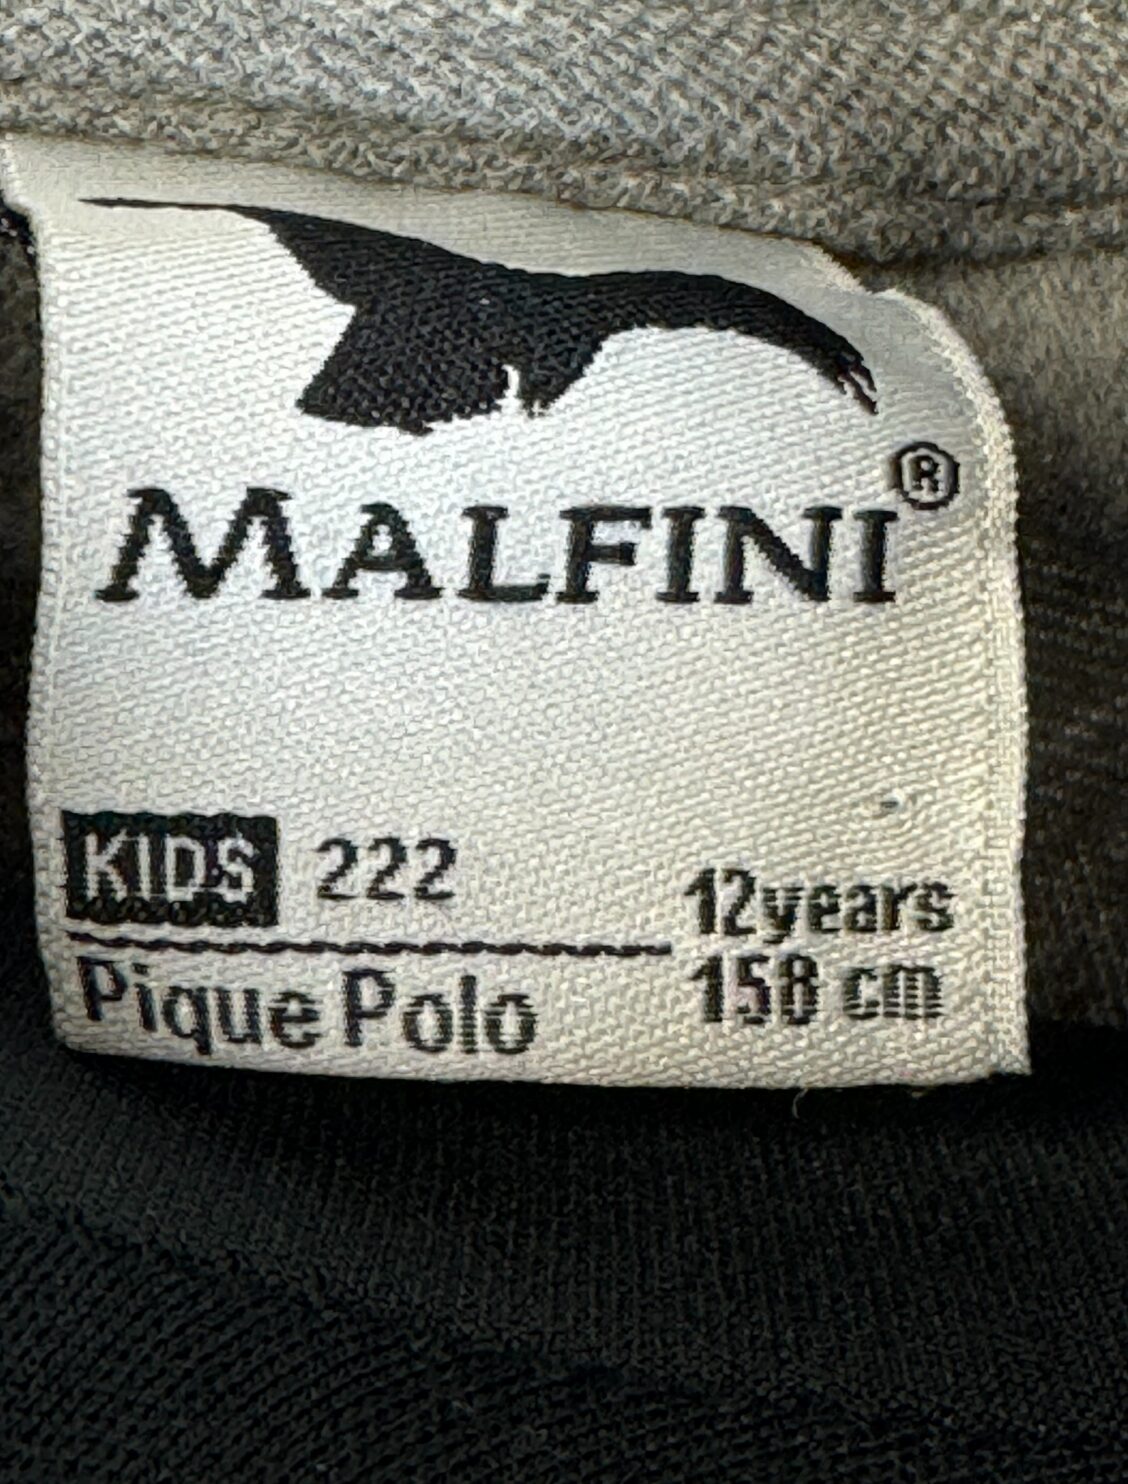 MALFINI®
KIDS 222
Pique Polo
12years
158 cm